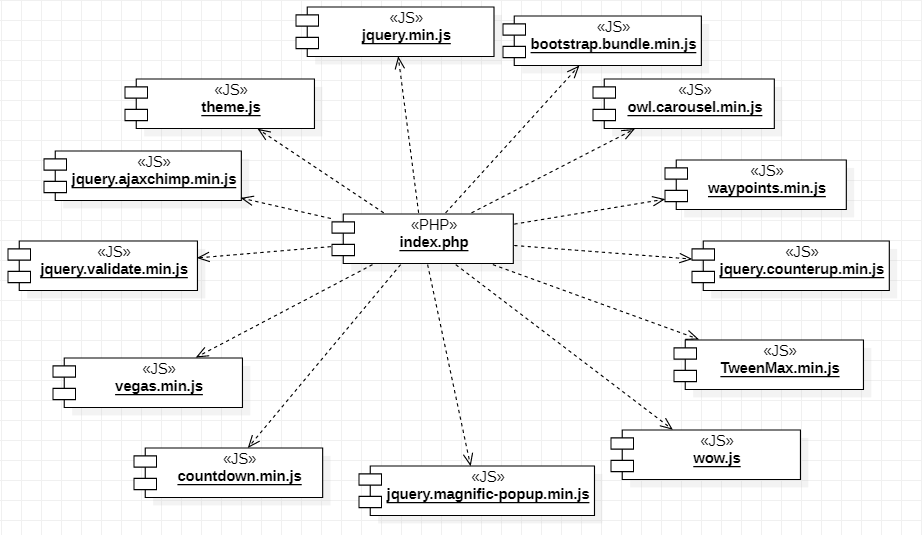 «JS»
jquery.min.js
«JS»
bootstrap.bundle.min.js
«JS»
theme.js
«JS»
owl.carousel.min.js
«JS»
jquery.ajaxchimp.min.js
«JS»
waypoints.min.js
«PHP»
index.php
«JS»
jquery.validate.min.js
«JS»
jquery.counterup.min.js
«JS»
vegas.min.js
«JS»
TweenMax.min.js
«JS»
countdown.min.js
«JS»
wow.js
«JS»
jquery.magnific-popup.min.js